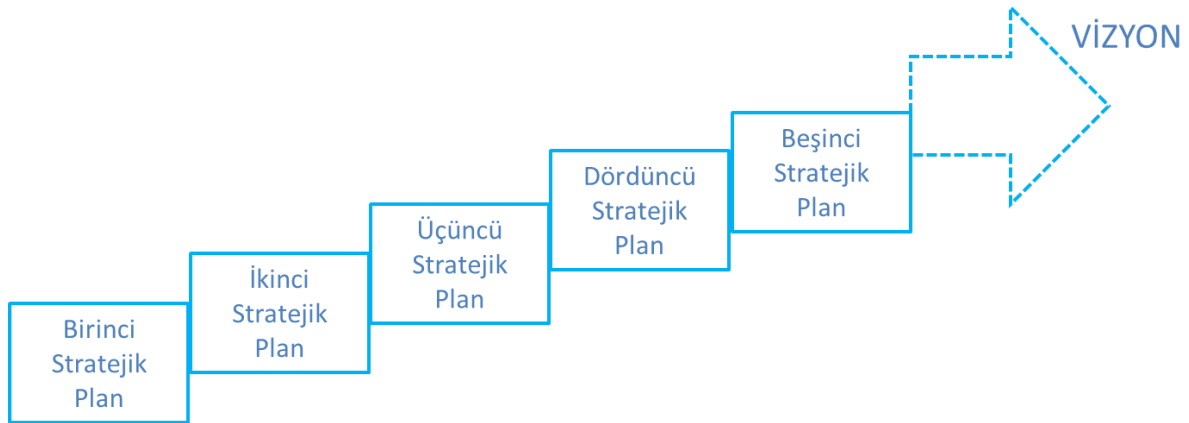 Birinci
Stratejik
Plan
İkinci
Stratejik
Plan
Üçüncü
Stratejik
Plan
Dördüncü
Stratejik
Plan
Beşinci
Stratejik
Plan
VİZYON